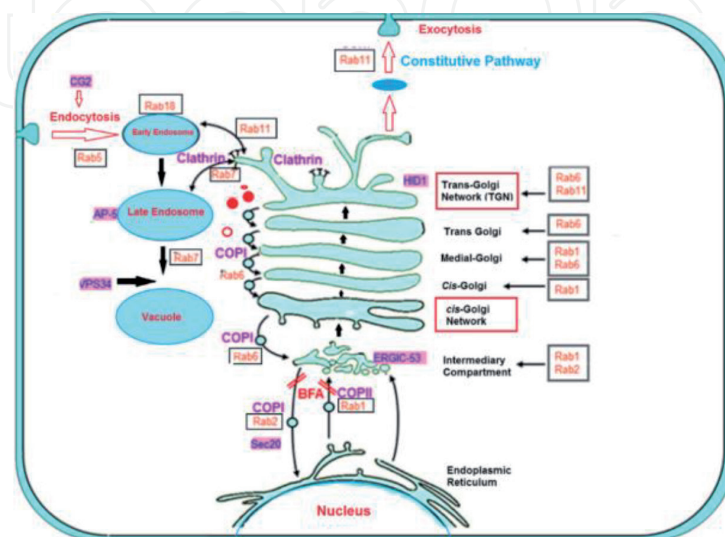 Exocytosis
Rab11
Constitutive Pathway
CG2
Endocytosis
Rab5
Rab18
Early Endosome
Rab11
Clathrin
Clathrin
Rab7
HID1
Trans-Golgi
Network (TGN)
Rab6
Rab11
AP-5
Late Endosome
Trans Golgi
Rab6
COPI
Rab6
Medial-Golgi
Rab1
Rab6
Rab7
VPS34
Cis-Golgi
Rab1
Vacuole
cis-Golgi
Network
COPI
Rab6
ERGIC-53
Intermediary
Compartment
Rab1
Rab2
BFA
COPI
COPII
Rab2
Rab1
Sec20
Endoplasmic
Reticulum
Nucleus